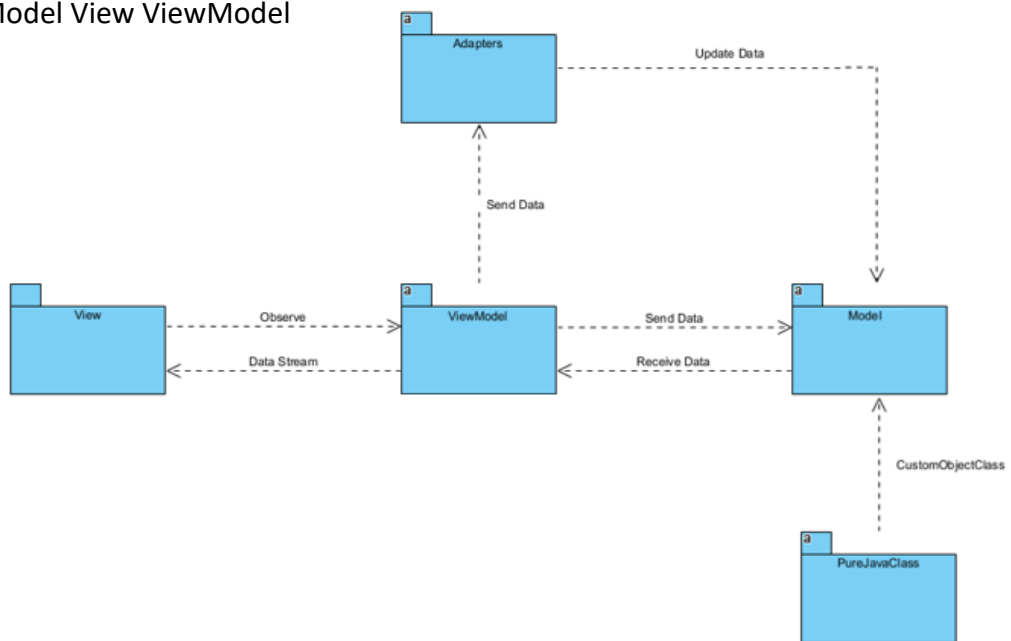 Model View ViewModel
a
Adapters
Update Data
Send Data
View
Observe
Data Stream
a
ViewModel
Send Data
Receive Data
a
Model
CustomObjectClass
a
PureJavaClass